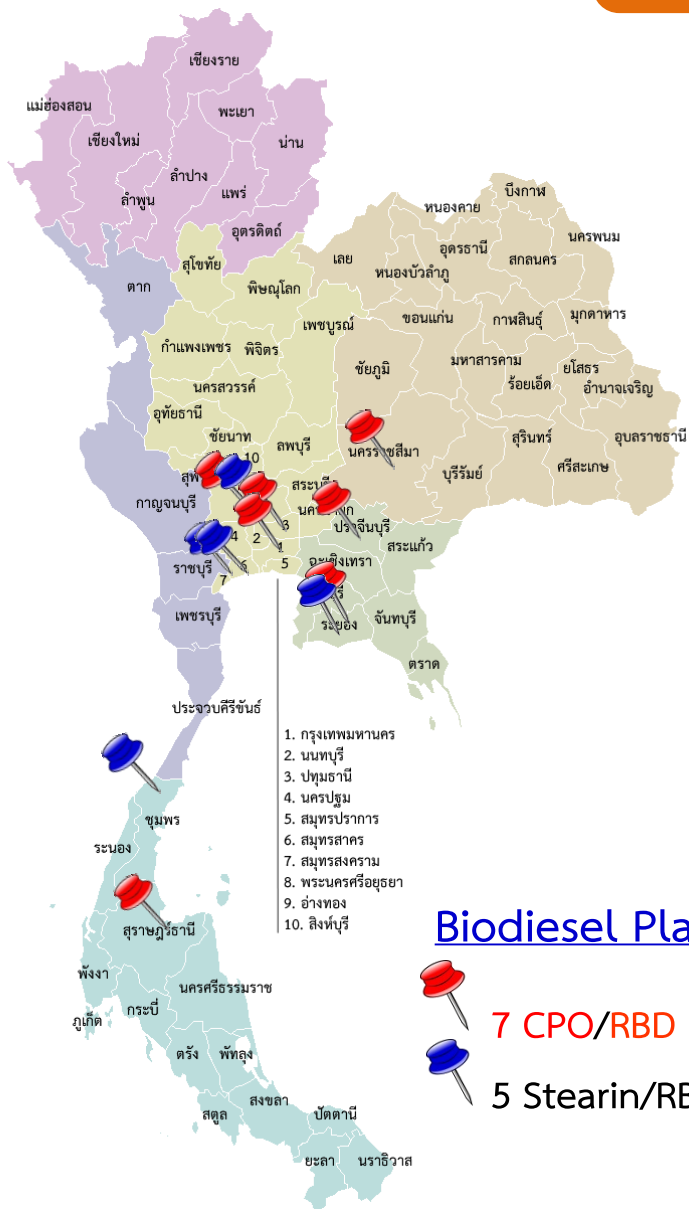 เชียงราย
แม่ฮ่องสอน
พะเยา
เชียงใหม่
น่าน
ลำปาง
ลำพูน
แพร่
อุตรดิตถ์
บึงกาฬ
หนองคาย
นครพนม
อุดรธานี
เลย
สกลนคร
หนองบัวลำภู
สุโขทัย
ตาก
พิษณุโลก
มุกดาหาร
เพชบูรณ์
ขอนแก่น
กาฬสินธุ์
กำแพงเพชร
พิจิตร
มหาสารคาม
ชัยภูมิ
ยโสธร
ร้อยเอ็ด
อำนาจเจริญ
นครสวรรค์
อุทัยธานี
สุรินทร์
อุบลราชธานี
ชัยนาท
ลพบุรี
นครราชสีมา
บุรีรัมย์
ศรีสะเกษ
10
กาญจนบุรี
3
ปราจีนบุรี
4
2
1
สระแก้ว
ฉะเชิงเทรา
ราชบุรี
6
5
7
เพชรบุรี
ระยอง
จันทบุรี
ตราด
ประจวบคีรีขันธ์
1. กรุงเทพมหานคร
2. นนทบุรี
3. ปทุมธานี
4. นครปฐม
5. สมุทรปราการ
6. สมุทรสาคร
7. สมุทรสงคราม
8. พระนครศรีอยุธยา
9. อ่างทอง
10. สิงห์บุรี
ชุมพร
ระนอง
สุราษฎร์ธานี
พังงา
นครศรีธรรมราช
กระบี่
ภูเก็ต
ตรัง
พัทลุง
สงขลา
สตูล
ปัตตานี
ยะลา
นราธิวาส
Biodiesel Pla
7 CPO/RBD
5 Stearin/RB